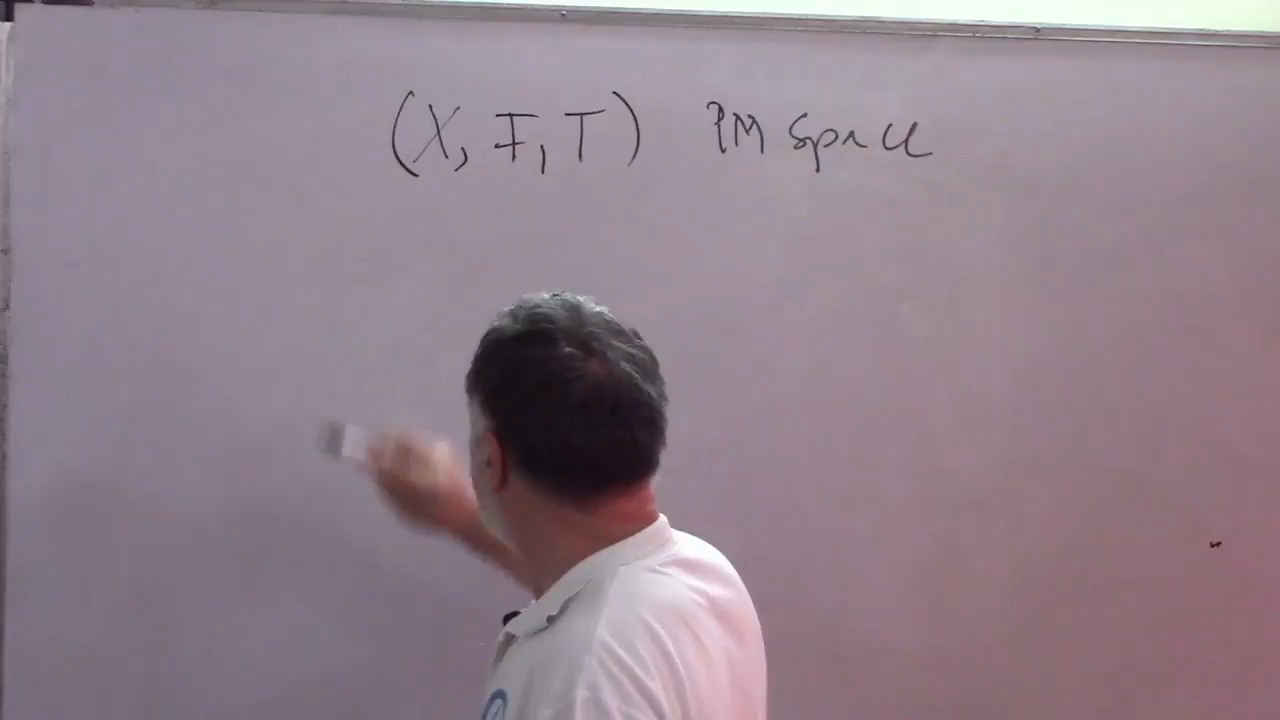 (X, F, T) PM Space